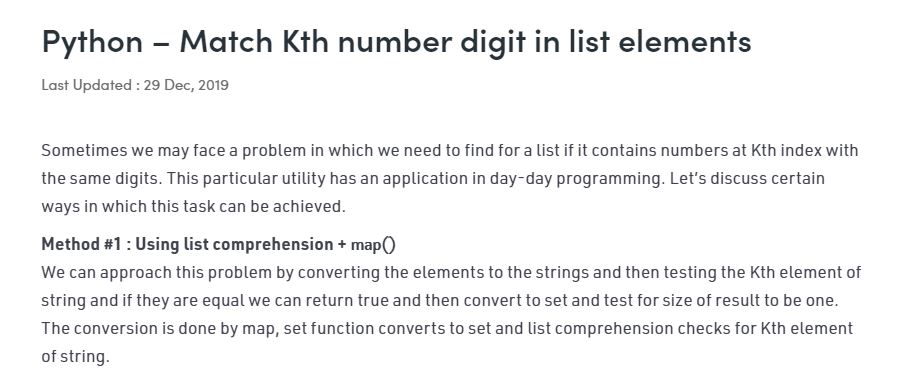 Python – Match Kth number digit in list elements
Last Updated : 29 Dec, 2019
Sometimes we may face a problem in which we need to find for a list if it contains numbers at Kth index with
the same digits. This particular utility has an application in day-day programming. Let's discuss certain
ways in which this task can be achieved.
Method #1 : Using list comprehension + map()
We can approach this problem by converting the elements to the strings and then testing the Kth element of
string and if they are equal we can return true and then convert to set and test for size of result to be one.
The conversion is done by map, set function converts to set and list comprehension checks for Kth element
of string.